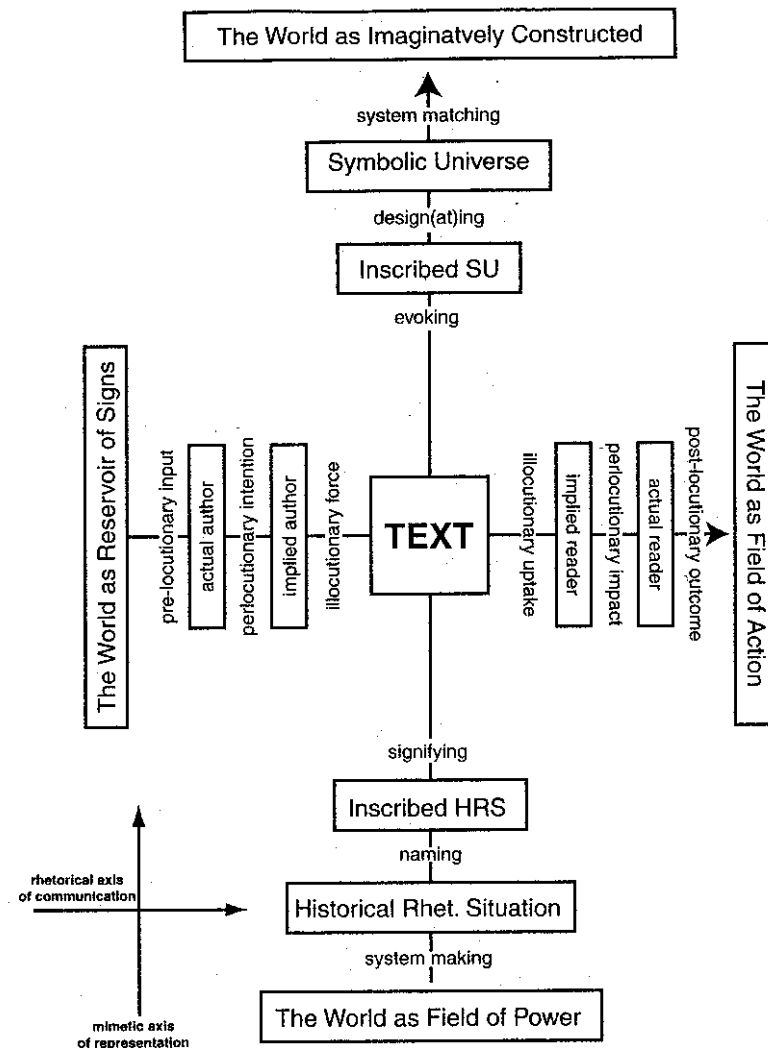 The World as Imaginatvely Constructed
system matching
Symbolic Universe
design(at)ing
Inscribed SU
evoking
The World as Reservoir of Signs
pre-locutionary input
actual author
perlocutionary intention
implied author
illocutionary force
TEXT
illocutionary uptake
implied reader
perlocutionary impact
actual reader
post-locutionary outcome
The World as Field of Action
signifying
Inscribed HRS
naming
Historical Rhet. Situation
system making
The World as Field of Power
rhetorical axis
of communication
mimetic axis
of representation